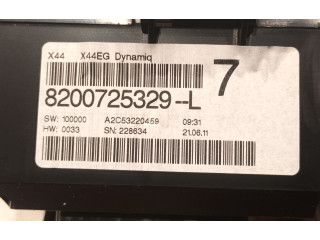 X44 X44EG Dynamiq
7
8200725329--L
SW: 100000 A2C53220459 09:31
HW: 0033 SN: 228634 21.06.11